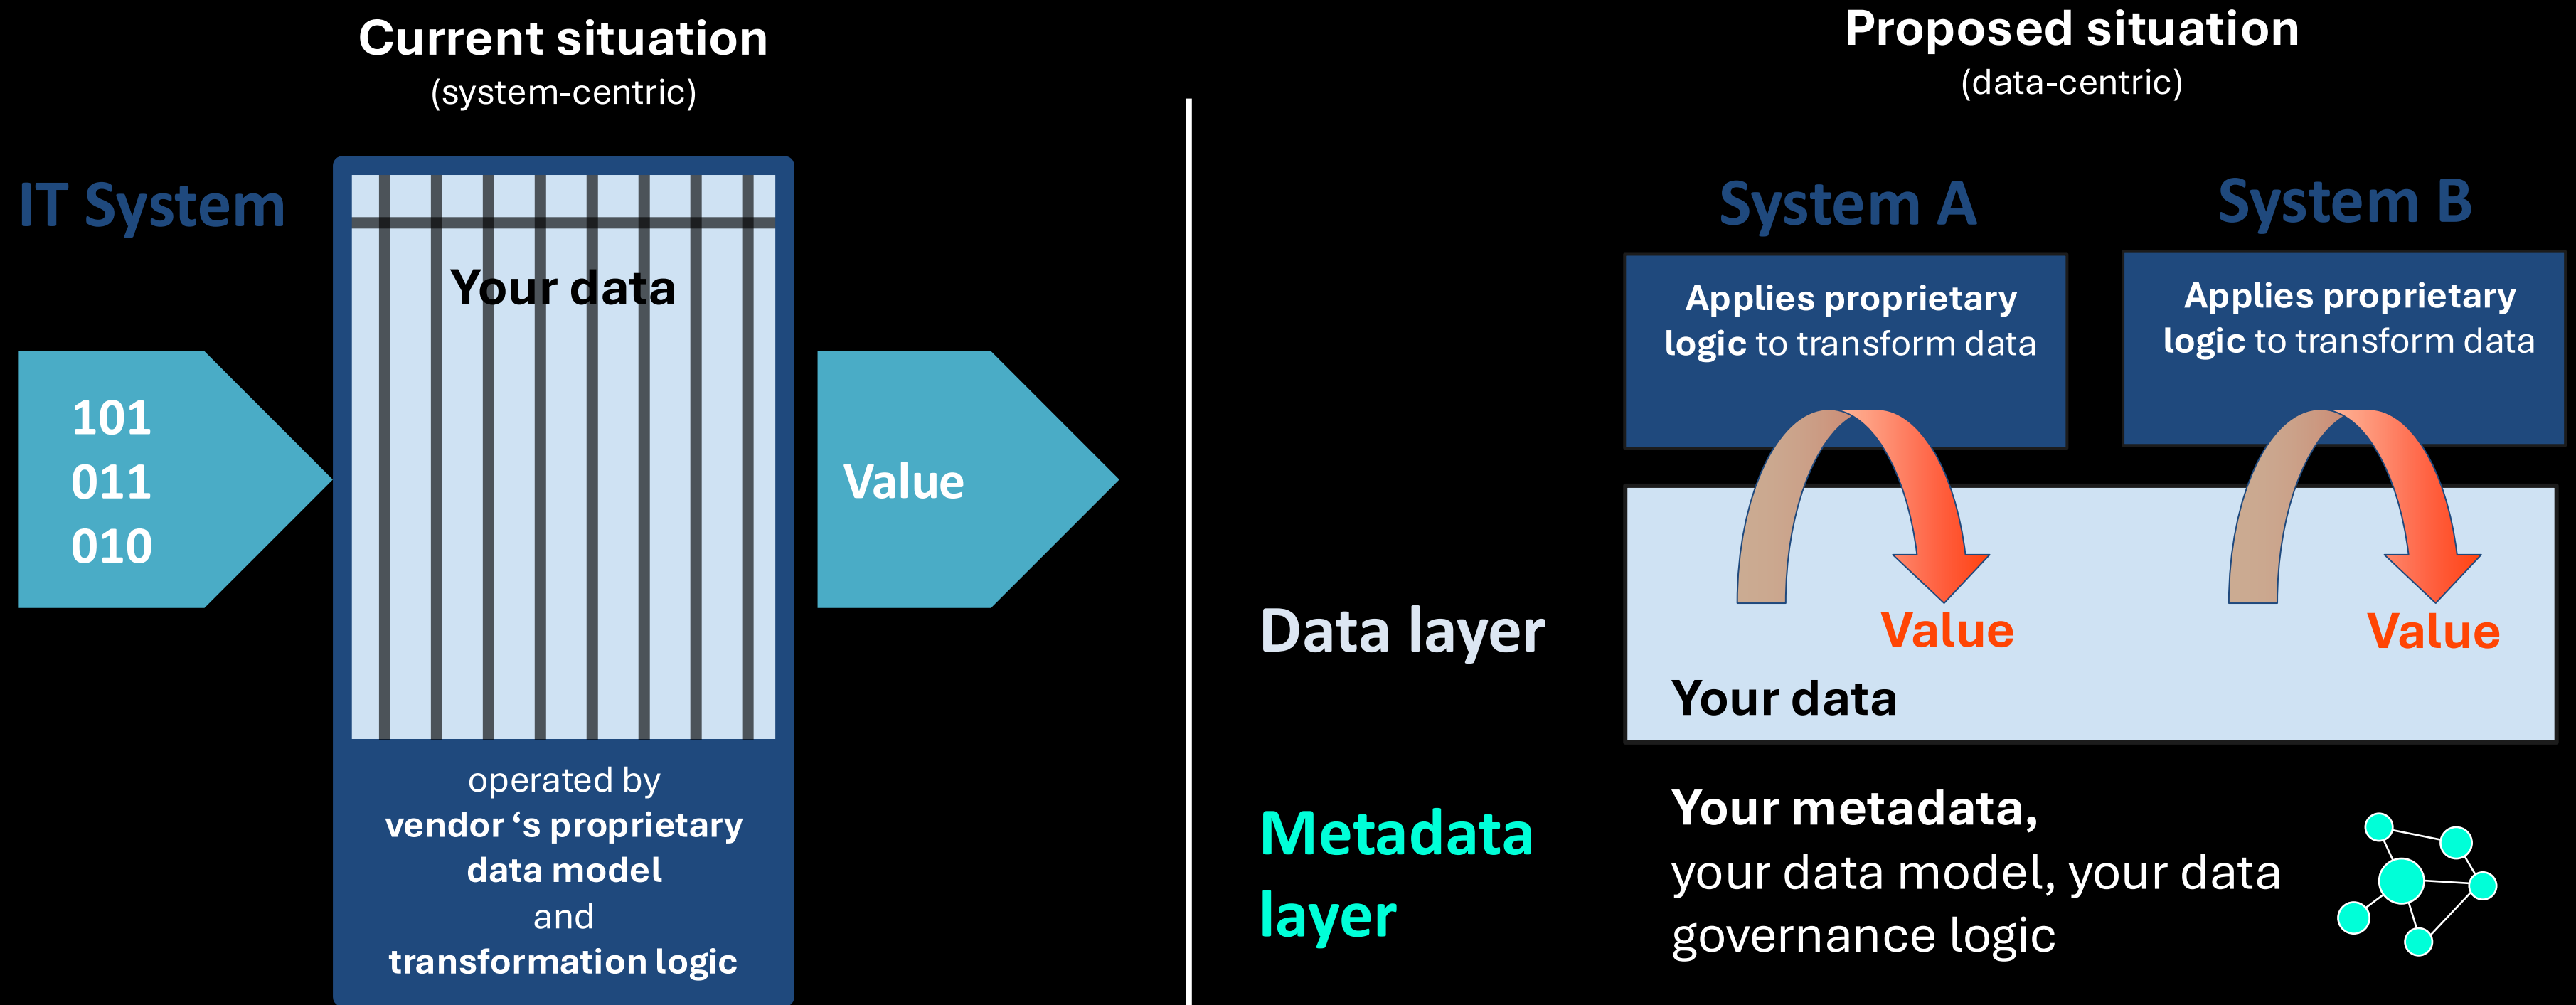 Current situation
(system-centric)
IT System
Your data
101
011
010
Value
operated by
vendor ‘s proprietary
data model
and
transformation logic
Proposed situation
(data-centric)
System A
System B
Applies proprietary
logic to transform data
Applies proprietary
logic to transform data
Data layer
Value
Value
Your data
Metadata
layer
Your metadata,
your data model, your data
governance logic